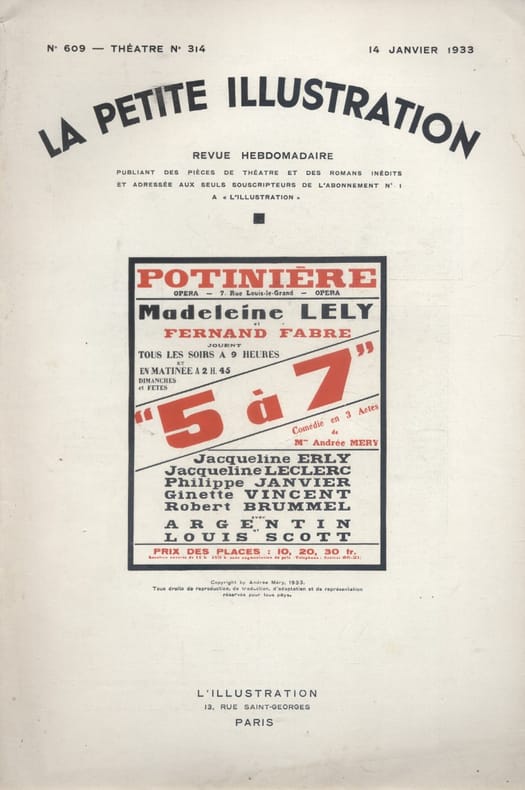 N° 609 — THÉATRE N° 314
14 JANVIER 1933
LA PETITE ILLUSTRATION
REVUE HEBDOMADAIRE
PUBLIANT DES PIÈCES DE THÉATRE ET DES ROMANS INÉDITS
ET ADRESSÉE AUX SEULS SOUSCRIPTEURS DE L'ABONNEMENT N° 1
A « L'ILLUSTRATION »
POTINIÈRE
OPERA — 7, Rue Louis-le-Grand — OPERA
Madeleine LELY
et
FERNAND FABRE
JOUENT
TOUS LES SOIRS A 9 HEURES
ET
EN MATINEE A 2 H. 45
DIMANCHES
et FETES
"5 à 7"
Comédie en 3 Actes
de
Mme Andrée MERY
Jacqueline ERLY
Jacqueline LECLERC
Philippe JANVIER
Ginette VINCENT
Robert BRUMMEL
avec
ARGENTIN
et
LOUIS SCOTT
PRIX DES PLACES : 10, 20, 30 fr.
Copyright by Andrée Méry, 1933.
Tous droits de reproduction, de traduction, d'adaptation et de représentation
réservés pour tous pays.
L'ILLUSTRATION
13, RUE SAINT-GEORGES
PARIS